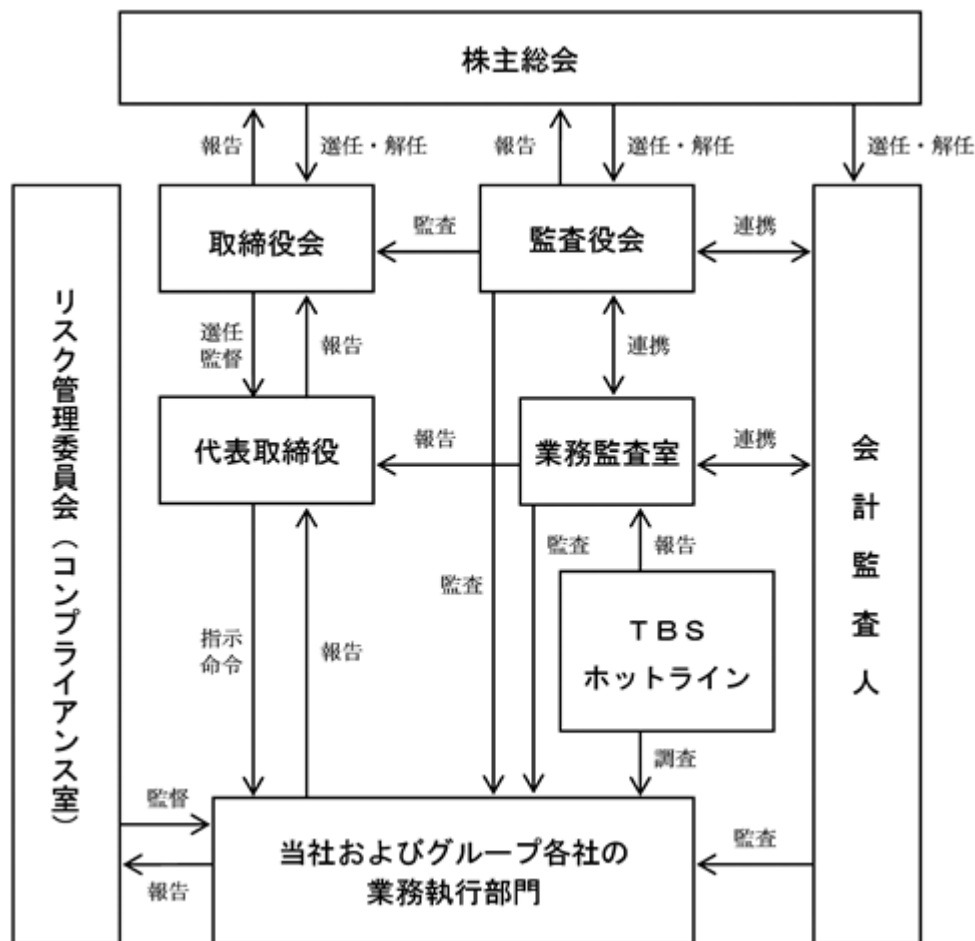 株主総会
報告
選任・解任
報告
選任・解任
選任・解任
取締役会
監査
監査役会
連携
選任
監督
報告
連携
代表取締役
報告
業務監査室
連携
リスク管理委員会（コンプライアンス室）
会計監査人
監査
監査
報告
TBS
ホットライン
指示
命令
報告
調査
監督
報告
当社およびグループ各社の
業務執行部門
監査